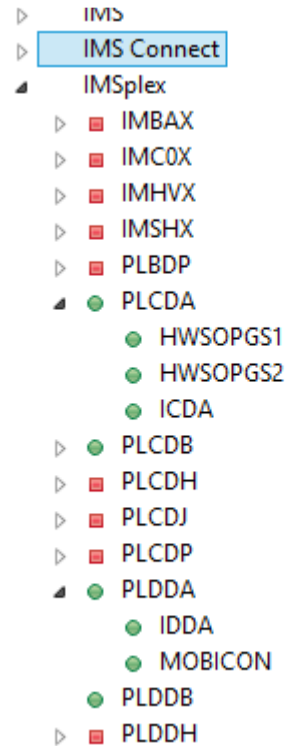 IMS
IMS Connect
IMSplex
IMBAX
IMC0X
IMHVX
IMSHX
PLBDP
PLCDA
HWSOPGS1
HWSOPGS2
ICDA
PLCDB
PLCDH
PLCDJ
PLCDP
PLDDA
IDDA
MOBICON
PLDDB
PLDDH